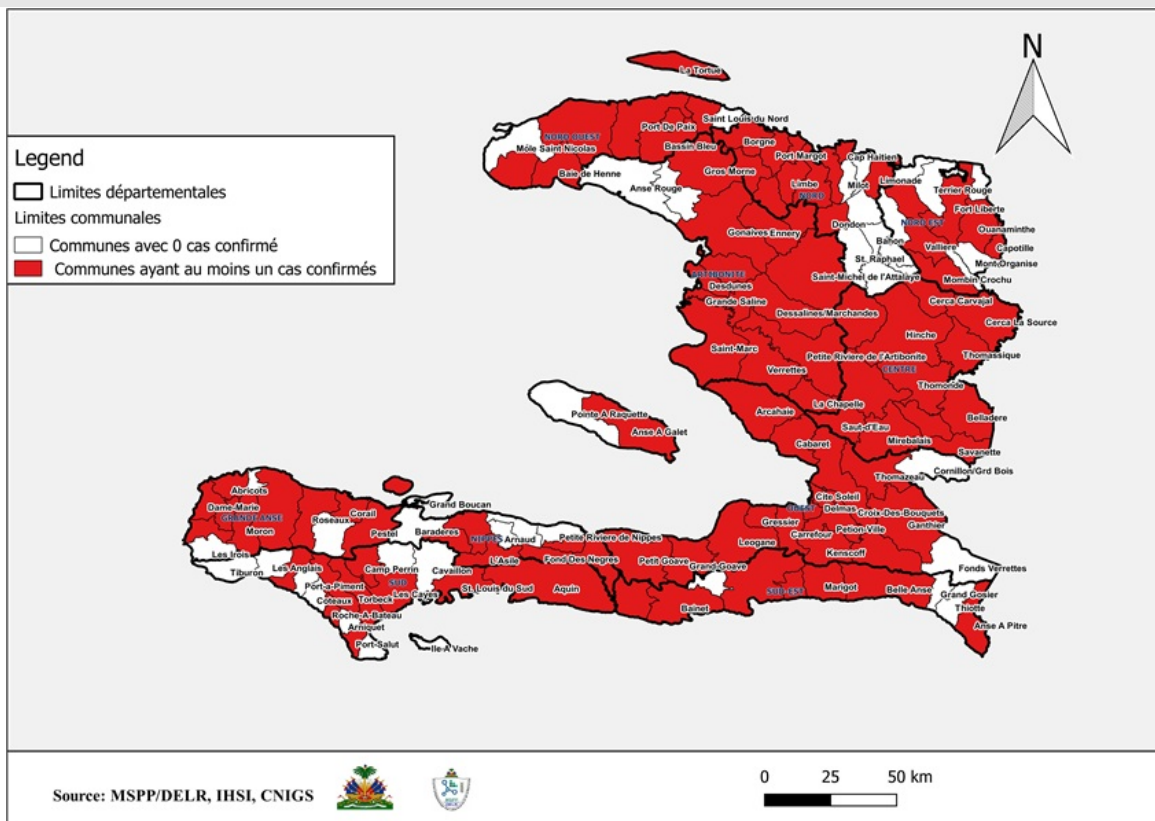 N
La Tortue
Saint Louis du Nord
Port De Paix
NORD OUEST
Môle Saint Nicolas
Bassin Bleu
Borgne
Port Margot
Cap Haitien
Baie de Henne
Anse Rouge
Gros Morne
Limbe
NORD
Milot
Limonade
Terrier Rouge
Fort Liberte
Ouanaminthe
NORD EST
Capotille
Valliere
Mont Organise
Mombin Crochu
Dondon
Bahon
St. Raphael
Saint-Michel de l'Attalaye
Gonaives
Ennery
ARTIBONITE
Desdunes
Grande Saline
Dessalines/Marchandes
Cerca Carvajal
Cerca La Source
Hinche
Saint-Marc
Petite Riviere de l'Artibonite
Thomassique
CENTRE
Verrettes
Thomonde
La Chapelle
Belladere
Arcahaie
Saut-d'Eau
Mirebalais
Cabaret
Savanette
Cornillon/Grd Bois
Thomazeau
Pointe A Raquette
Anse A Galet
Cite Soleil
OUEST
Delmas
Croix-Des-Bouquets
Gressier
Carrefour
Petion Ville
Ganthier
Leogane
Kenscoff
Fonds Verrettes
Abricots
Dame-Marie
GRANDE ANSE
Moron
Roseaux
Corail
Pestel
Grand Boucan
Baraderes
NIPPES
Arnaud
Petite Riviere de Nippes
L'Asile
Fond Des Negres
Petit Goave
Grand-Goave
Les Irois
Tiburon
Les Anglais
Camp Perrin
Cavaillon
Port-a-Piment
SUD
Coteaux
Torbeck
Les Cayes
St. Louis du Sud
Aquin
Roche-A-Bateau
Arniquet
Port-Salut
Ile-A Vache
Bainet
SUD EST
Marigot
Belle Anse
Grand Gosier
Thiotte
Anse A Pitre
Legend
Limites départementales
Limites communales
Communes avec 0 cas confirmé
Communes ayant au moins un cas confirmés
Source: MSPP/DELR, IHSI, CNIGS
0 25 50 km